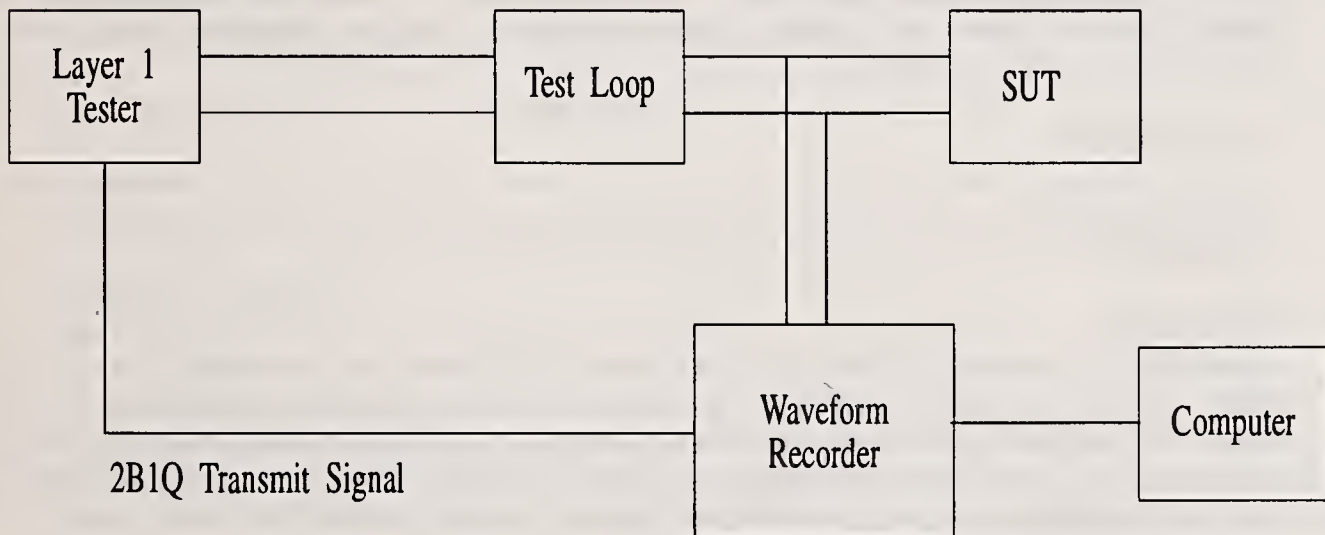 Layer 1
Tester
Test Loop
SUT
Waveform
Recorder
Computer
2B1Q Transmit Signal